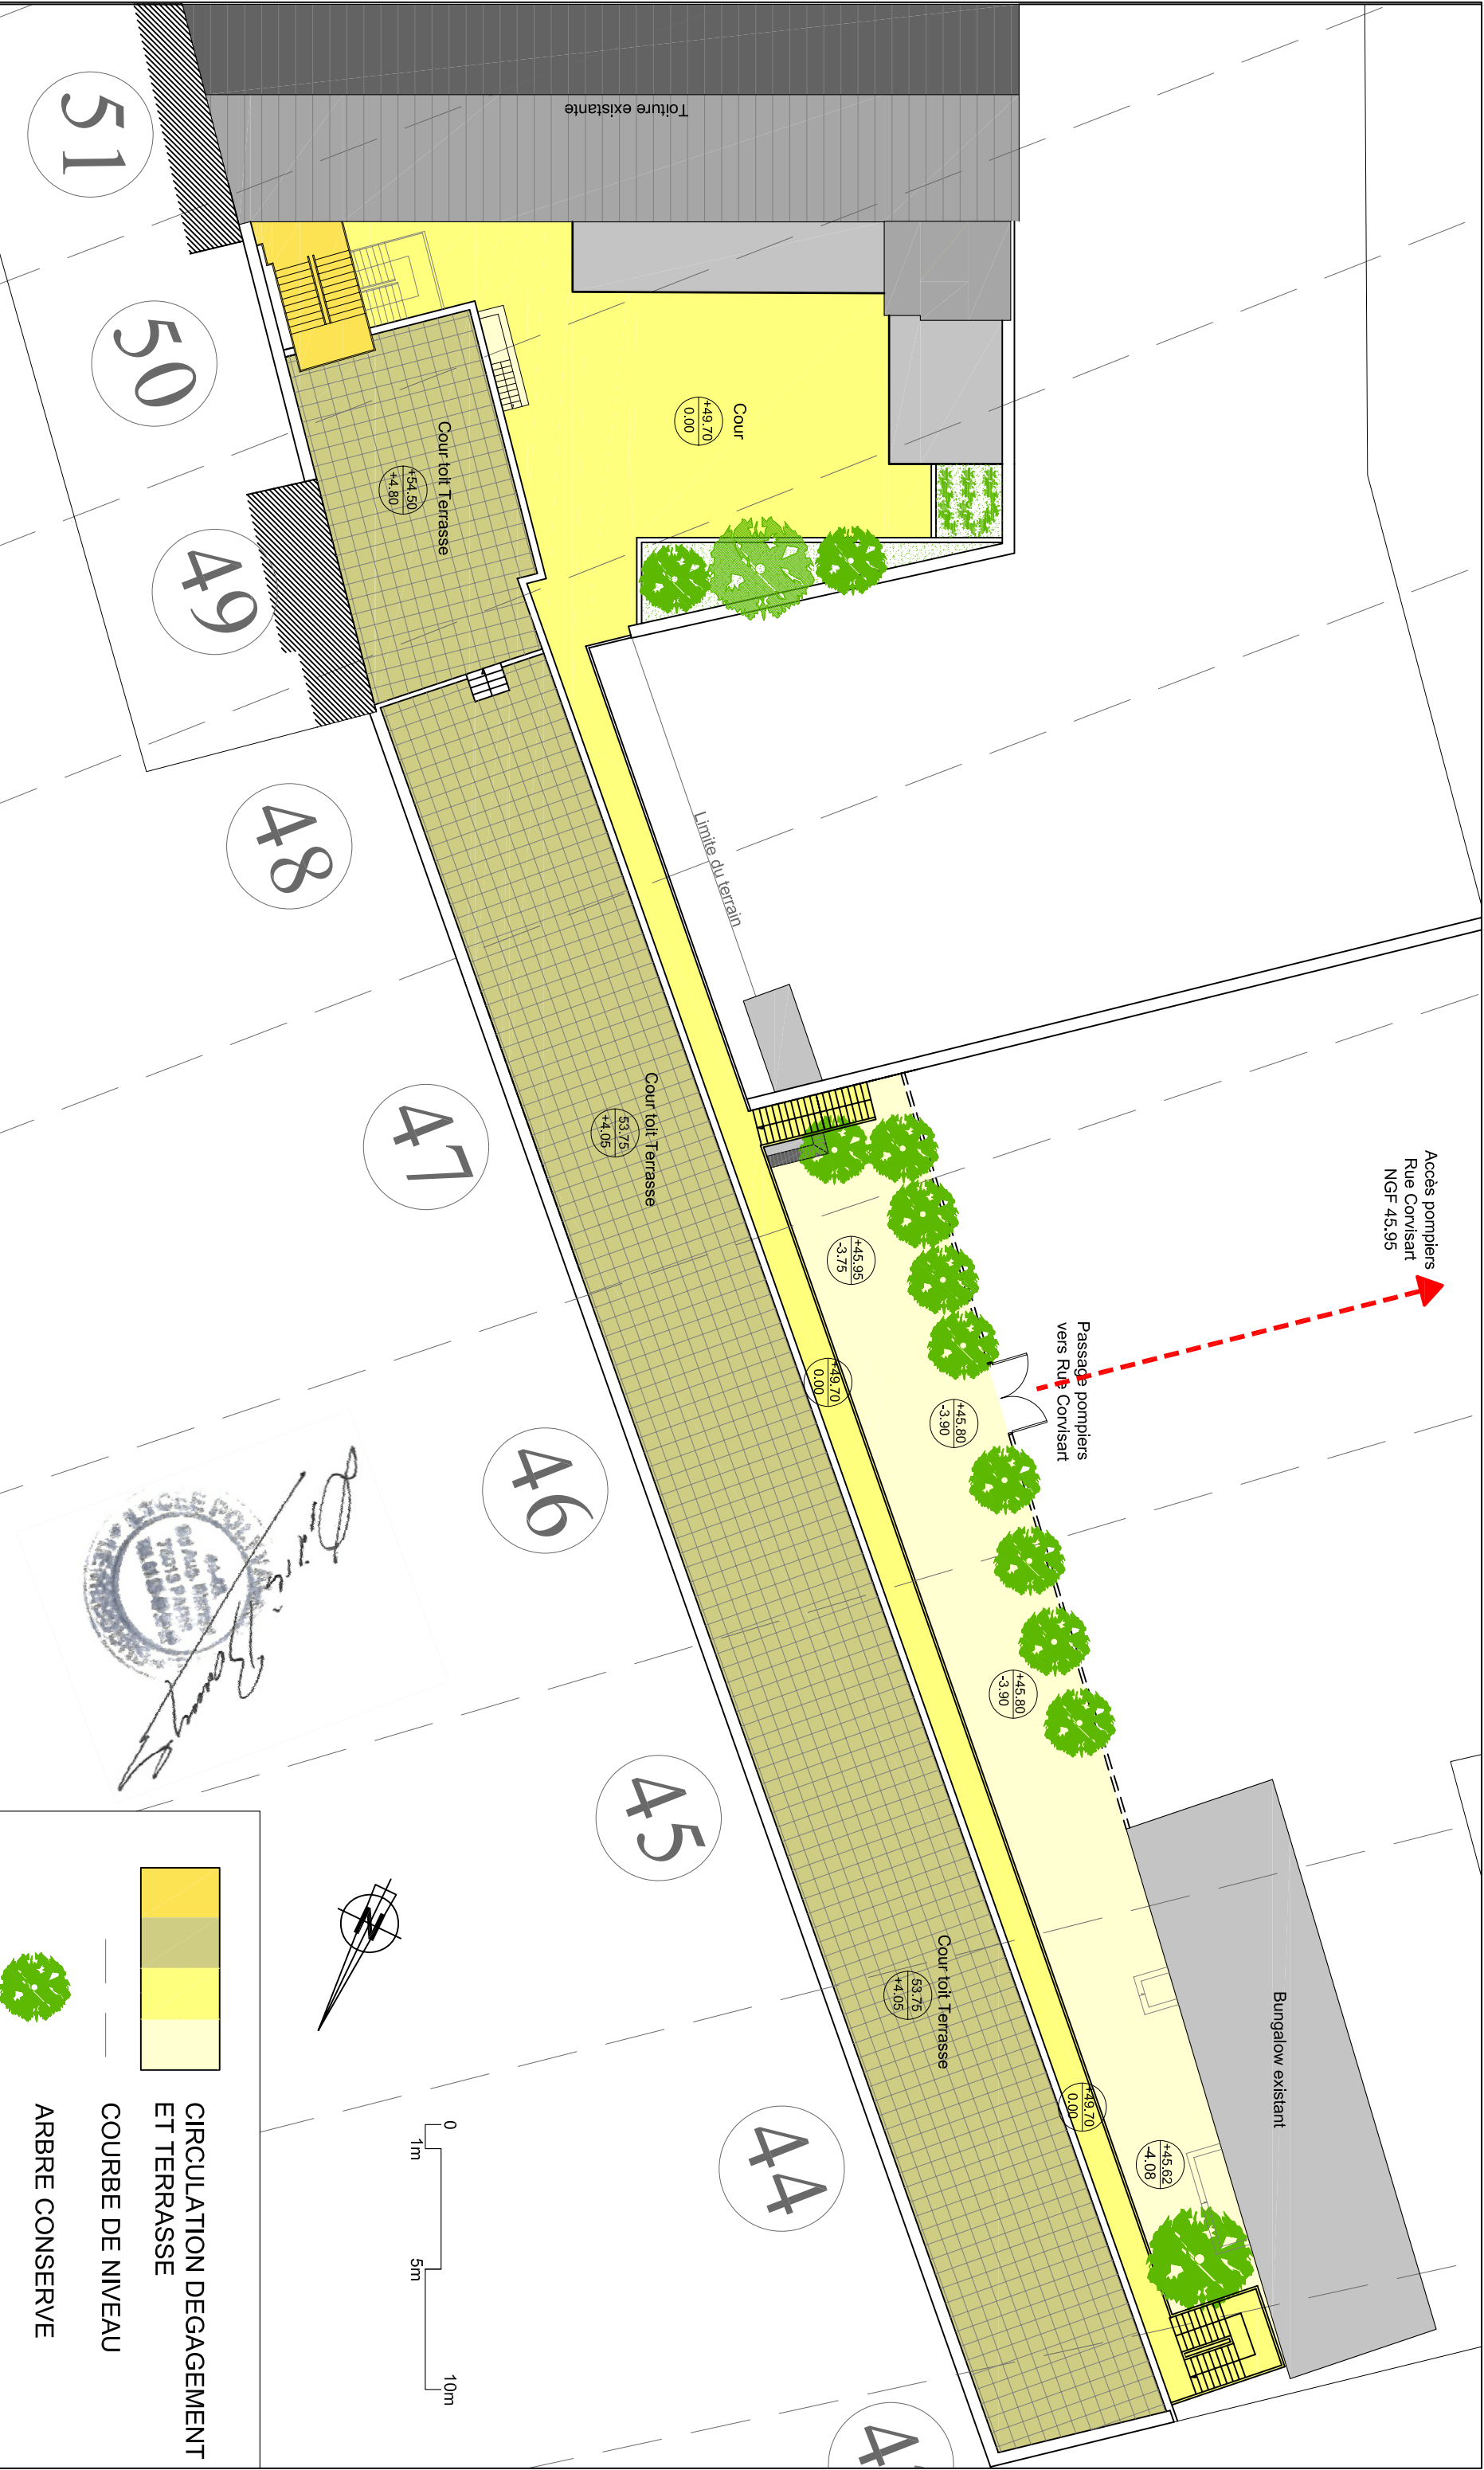 Accès pompiers
Rue Corvisart
NGF 45.95
Passage pompiers
vers Rue Corvisart
Toiture existante
Cour
+49.70
0.00
Cour toit Terrasse
+54.50
+4.80
Limite du terrain
Cour toit Terrasse
53.75
+4.05
+45.95
-3.75
+49.70
0.00
+45.80
-3.90
+45.80
-3.90
Bungalow existant
Cour toit Terrasse
53.75
+4.05
+49.70
0.00
+45.62
-4.08
51
50
49
48
47
46
45
44
N
0
1m
5m
10m
CIRCULATION DEGAGEMENT
ET TERRASSE
COURBE DE NIVEAU
ARBRE CONSERVE